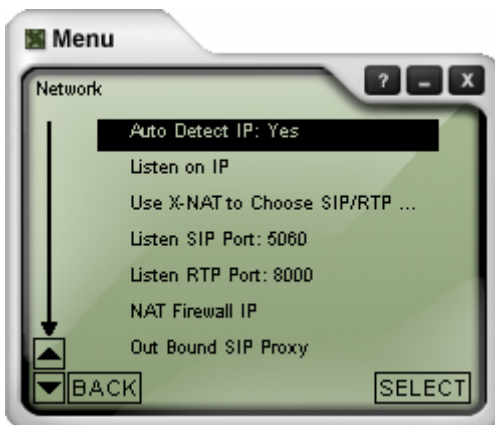 Menu
? – X
Network
Auto Detect IP: Yes
Listen on IP
Use X-NAT to Choose SIP/RTP ...
Listen SIP Port: 5060
Listen RTP Port: 8000
NAT Firewall IP
Out Bound SIP Proxy
BACK
SELECT